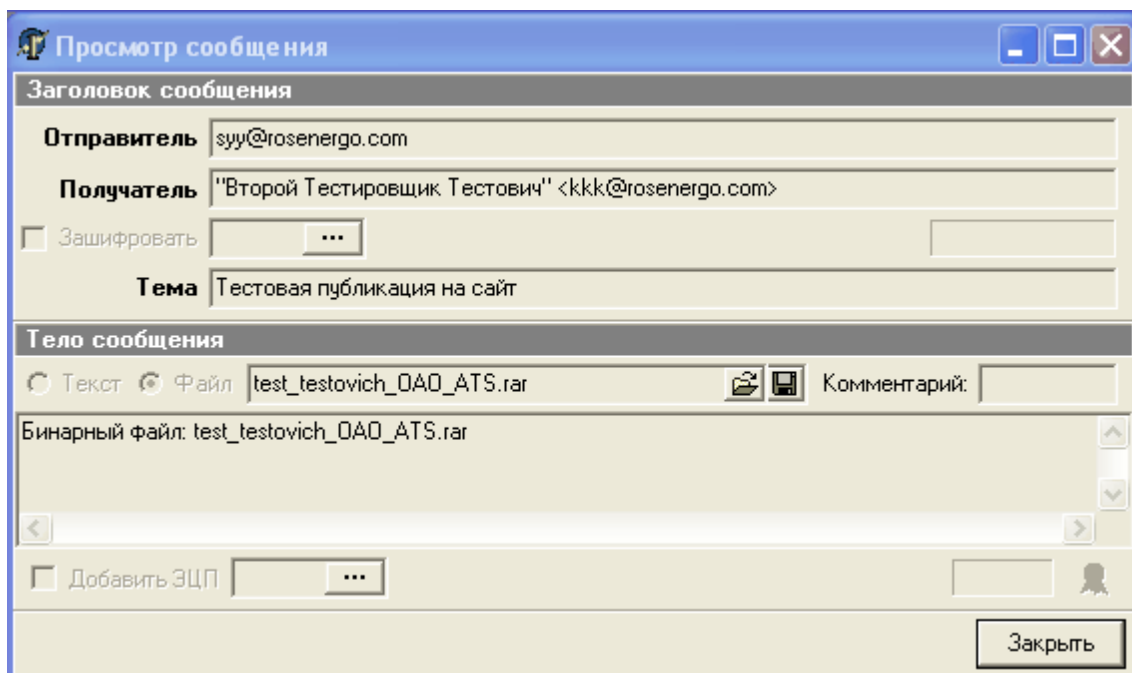 Просмотр сообщения
Заголовок сообщения
Отправитель syy@rosenergo.com
Получатель "Второй Тестировщик Тестович" <kkk@rosenergo.com>
Зашифровать ...
Тема Тестовая публикация на сайт
Тело сообщения
Текст Файл test_testovich_OAO_ATS.rar Комментарий:
Бинарный файл: test_testovich_OAO_ATS.rar
Добавить ЭЦП ...
Закрыть